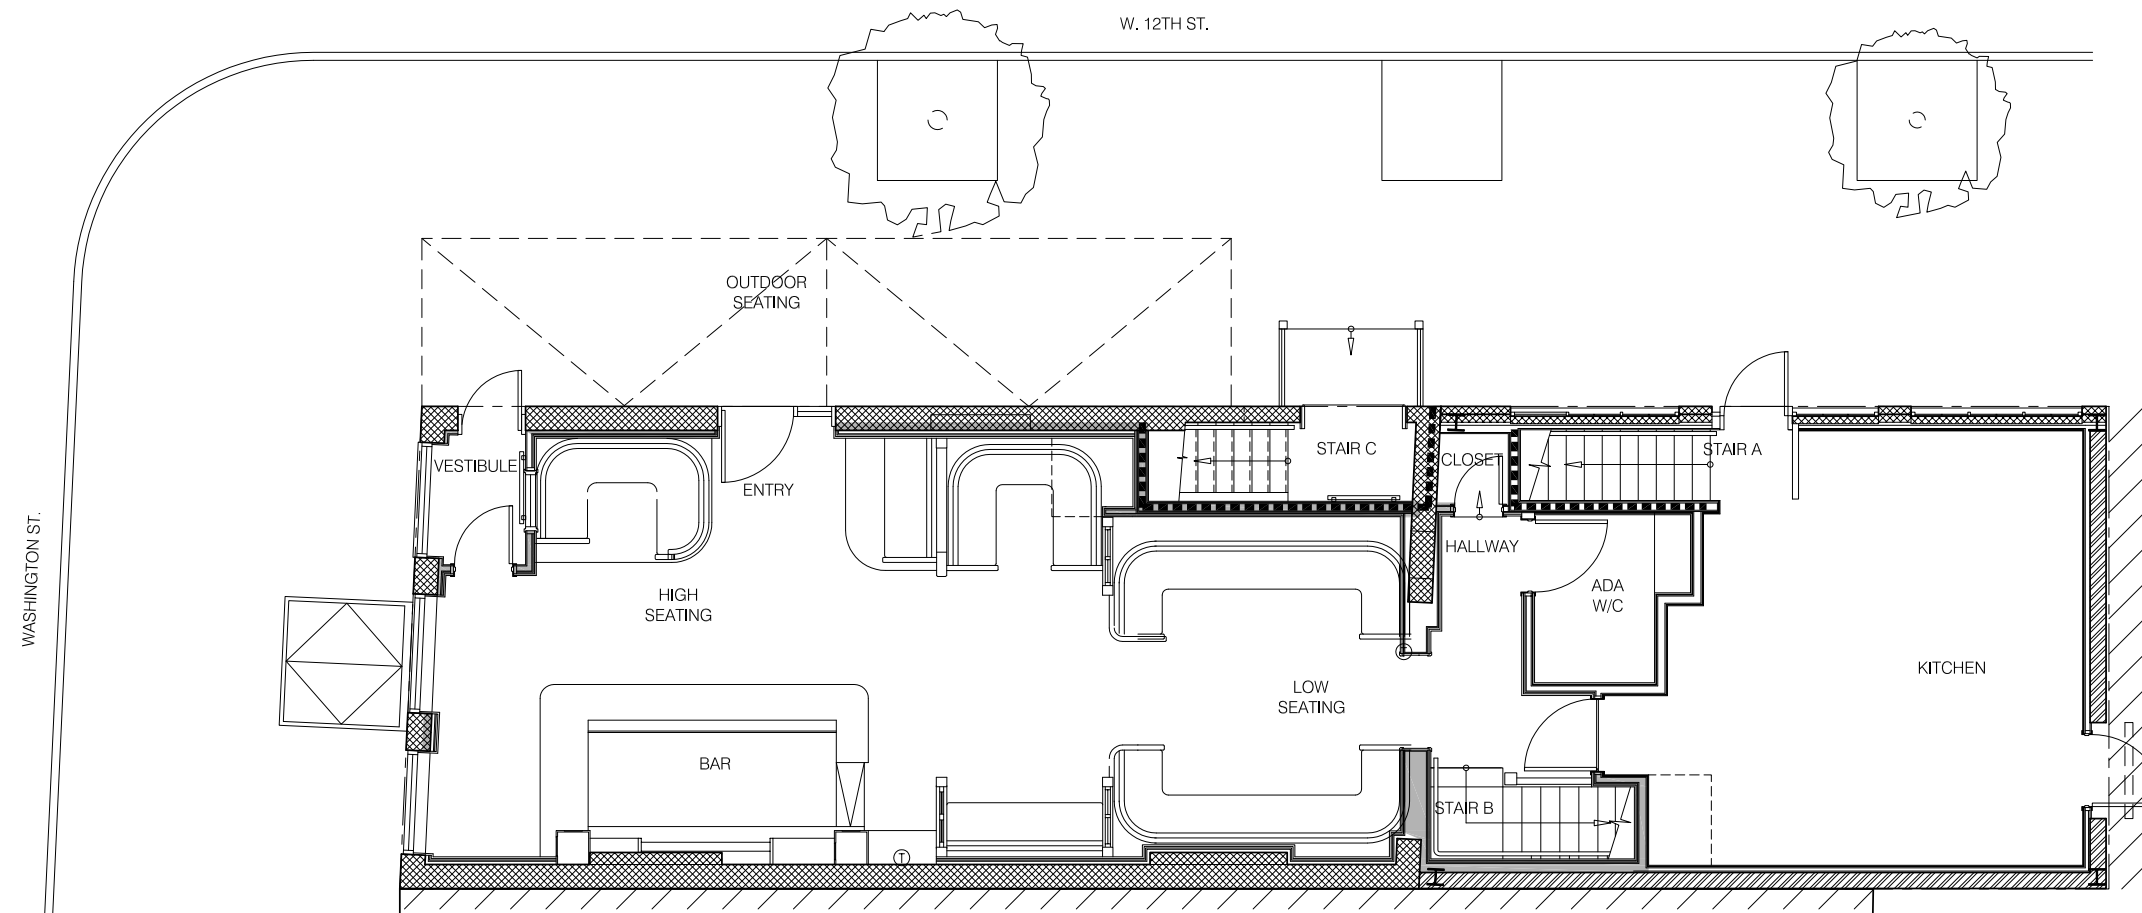 W. 12TH ST.
OUTDOOR
SEATING
STAIR C
STAIR A
CLOSET
VESTIBULE
ENTRY
WASHINGTON ST.
HALLWAY
HIGH
SEATING
ADA
W/C
KITCHEN
LOW
SEATING
BAR
STAIR B
T